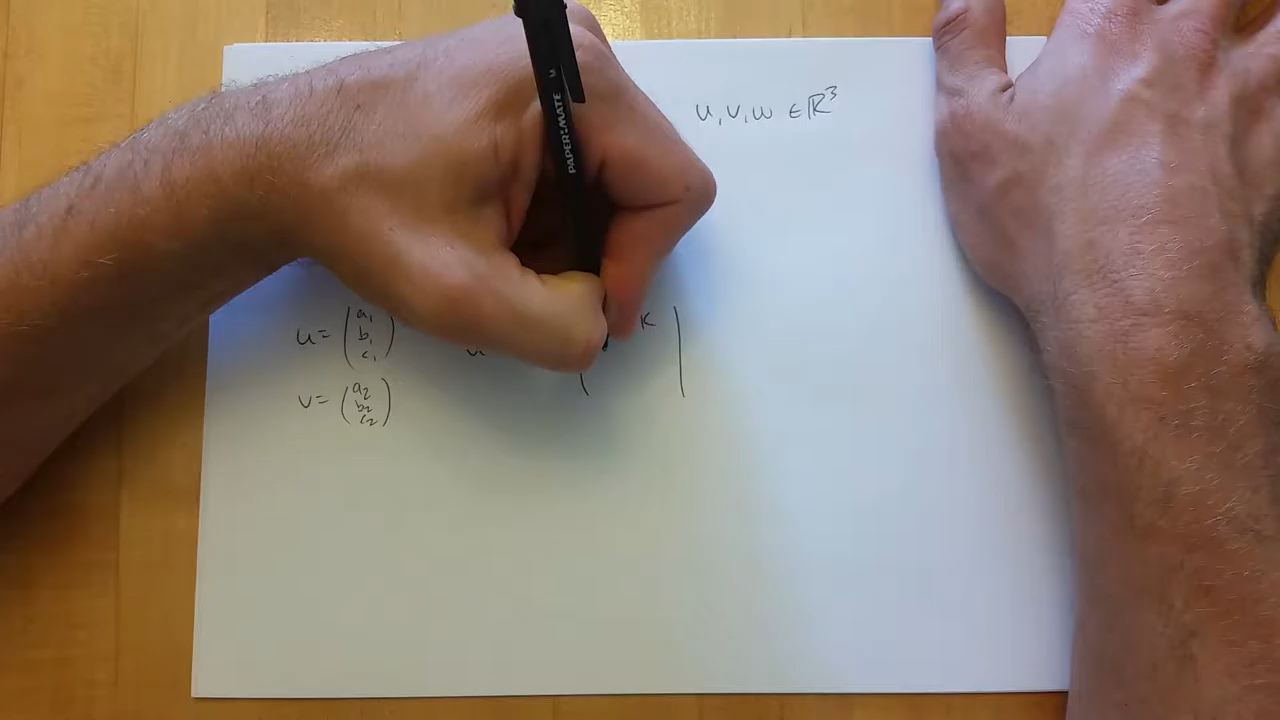 PAPER:MATE M
u, v, w ∈ ℝ³
u = ( a₁ b₁ c₁ ) u | k |
v = ( a₂ b₂ c₂ )